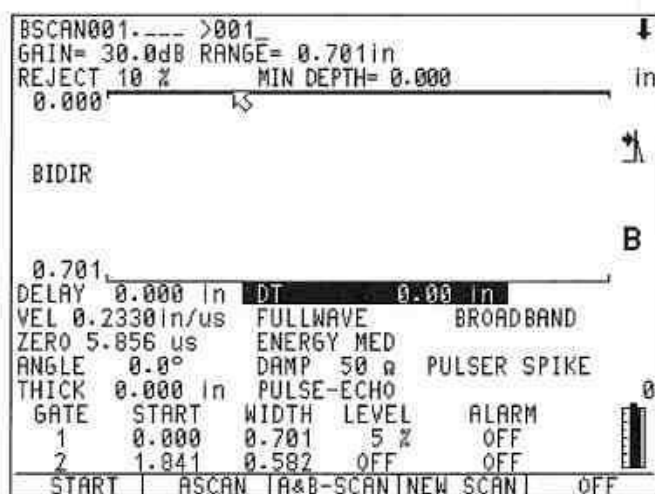 BSCAN001.___ >001_
GAIN= 30.0dB RANGE= 0.701in
REJECT 10 % MIN DEPTH= 0.000 in
0.000
BIDIR
B
0.701
DELAY 0.000 in DT 0.00 in
VEL 0.2330in/us FULLWAVE BROADBAND
ZERO 5.856 us ENERGY MED
ANGLE 0.0° DAMP 50 Ω PULSER SPIKE
THICK 0.000 in PULSE-ECHO 0
GATE START WIDTH LEVEL ALARM
1 0.000 0.701 5 % OFF
2 1.841 0.582 OFF OFF
START ASCAN A&B-SCAN NEW SCAN OFF